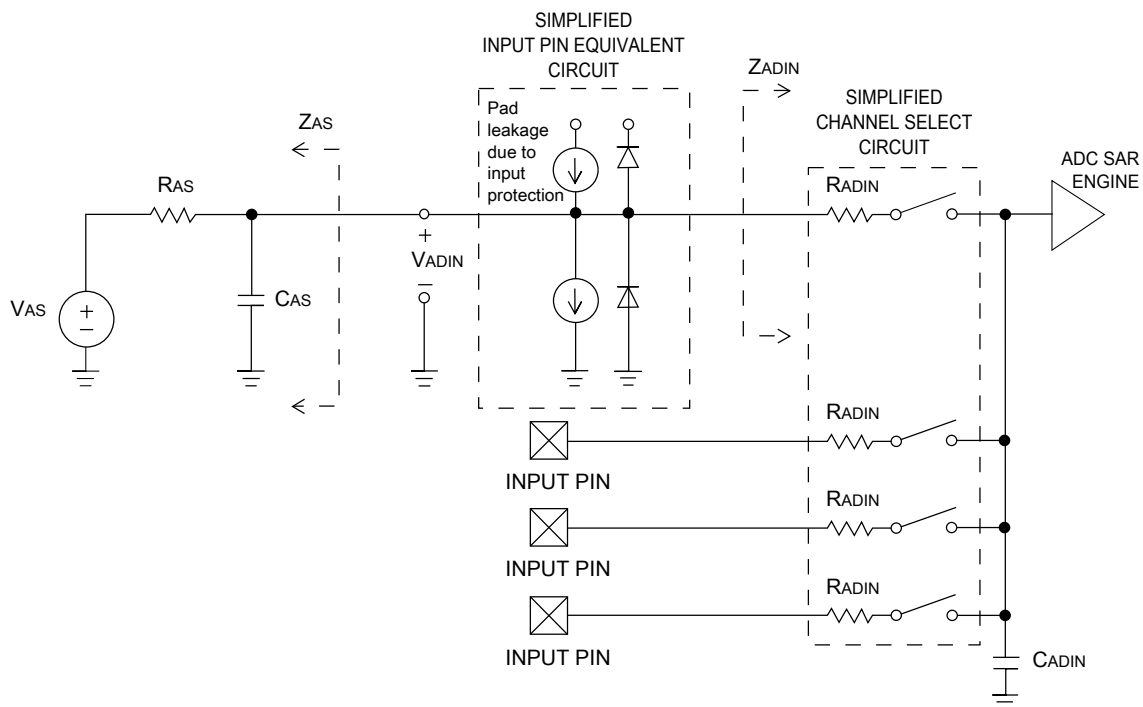 SIMPLIFIED
INPUT PIN EQUIVALENT
CIRCUIT
ZADIN
Pad
leakage
due to
input
protection
SIMPLIFIED
CHANNEL SELECT
CIRCUIT
ZAS
RAS
ADC SAR
ENGINE
RADIN
+
VADIN
–
CAS
VAS
+
–
RADIN
INPUT PIN
RADIN
INPUT PIN
RADIN
INPUT PIN
CADIN